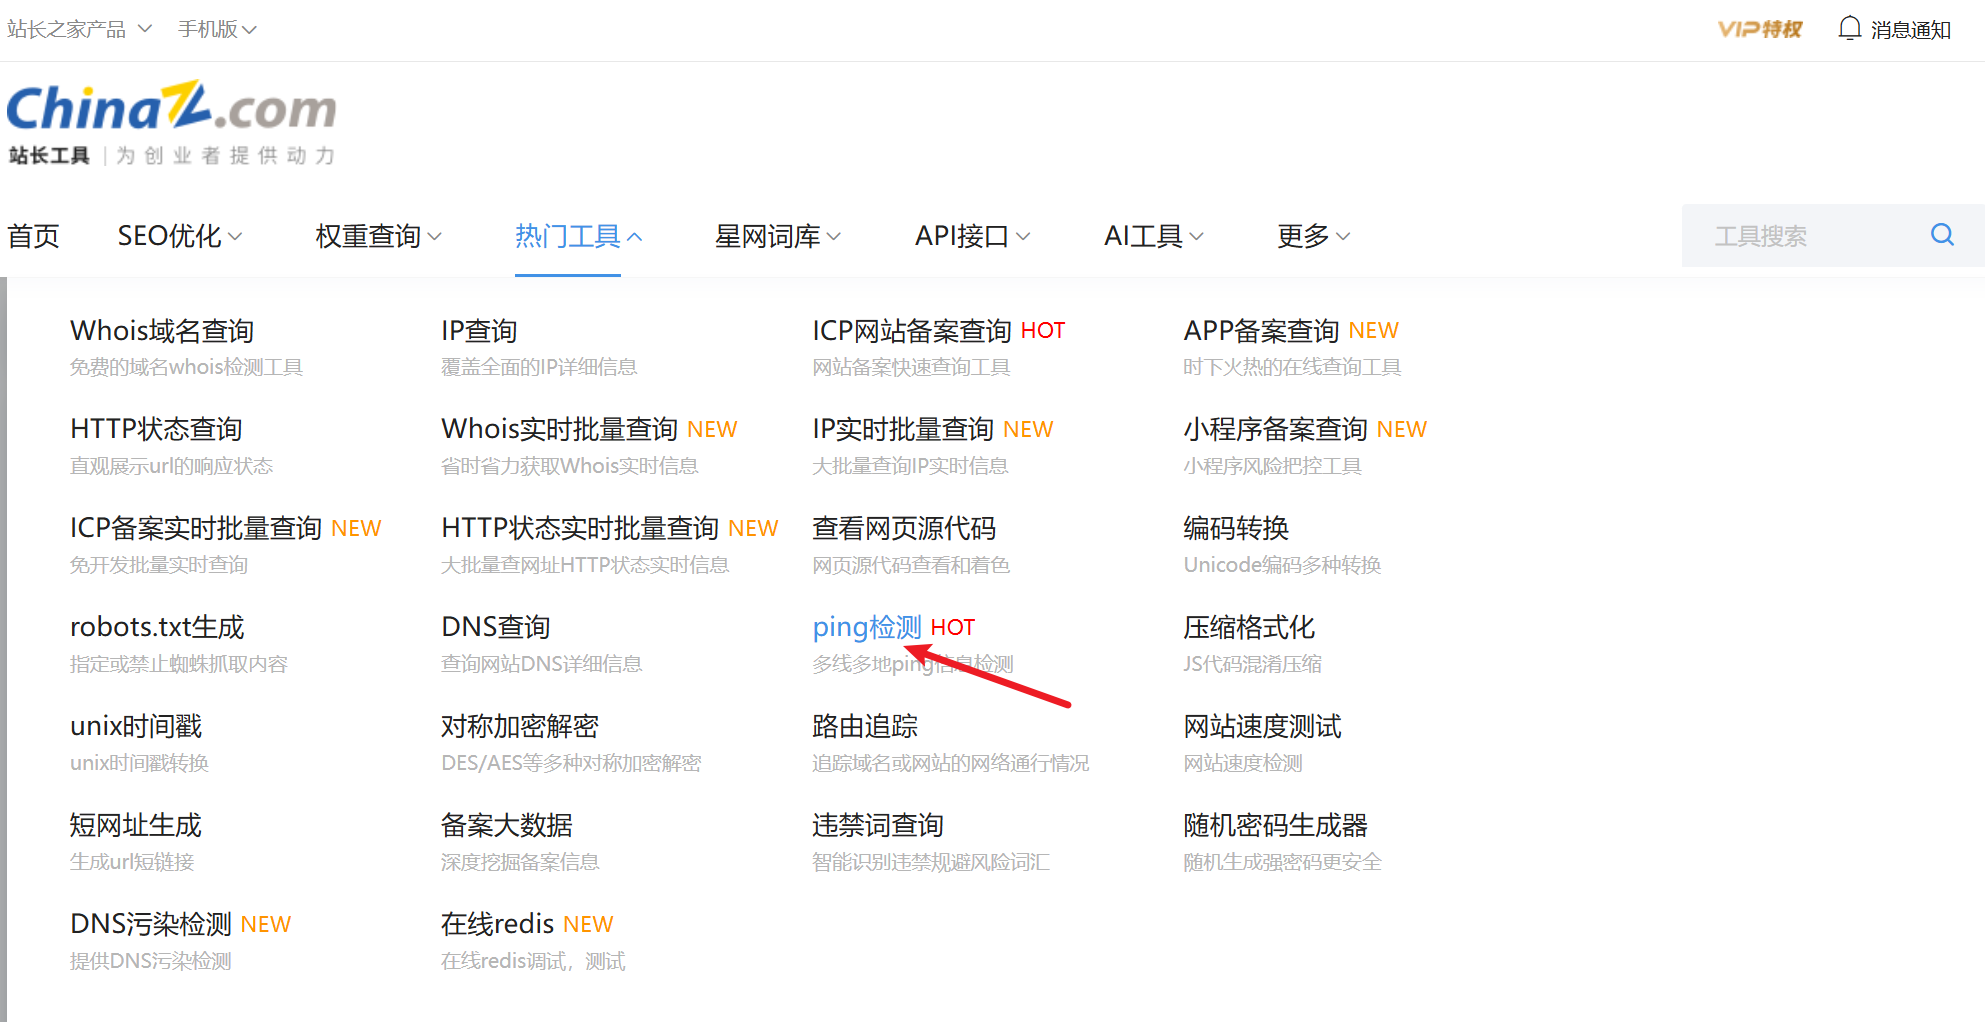 站长之家产品 手机版 VIP特权 消息通知
ChinaZ.com
站长工具 | 为创业者提供动力
首页 SEO优化 权重查询 热门工具 星网词库 API接口 AI工具 更多 工具搜索
Whois域名查询 IP查询 ICP网站备案查询 HOT APP备案查询 NEW
免费的域名whois检测工具 覆盖全面的IP详细信息 网站备案快速查询工具 时下火热的在线查询工具
HTTP状态查询 Whois实时批量查询 NEW IP实时批量查询 NEW 小程序备案查询 NEW
直观展示url的响应状态 省时省力获取Whois实时信息 大批量查询IP实时信息 小程序风险把控工具
ICP备案实时批量查询 NEW HTTP状态实时批量查询 NEW 查看网页源代码 编码转换
免开发批量实时查询 大批量查网址HTTP状态实时信息 网页源代码查看和着色 Unicode编码多种转换
robots.txt生成 DNS查询 ping检测 HOT 压缩格式化
指定或禁止蜘蛛抓取内容 查询网站DNS详细信息 多线多地ping信息检测 JS代码混淆压缩
unix时间戳 对称加密解密 路由追踪 网站速度测试
unix时间戳转换 DES/AES等多种对称加密解密 追踪域名或网站的网络通行情况 网站速度检测
短网址生成 备案大数据 违禁词查询 随机密码生成器
生成url短链接 深度挖掘备案信息 智能识别违禁规避风险词汇 随机生成强密码更安全
DNS污染检测 NEW 在线redis NEW
提供DNS污染检测 在线redis调试，测试